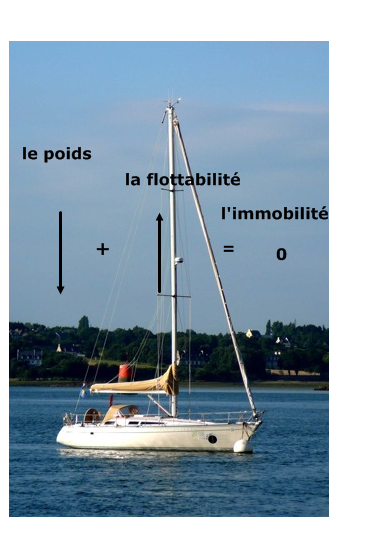 le poids
la flottabilité
l'immobilité
+
=
0